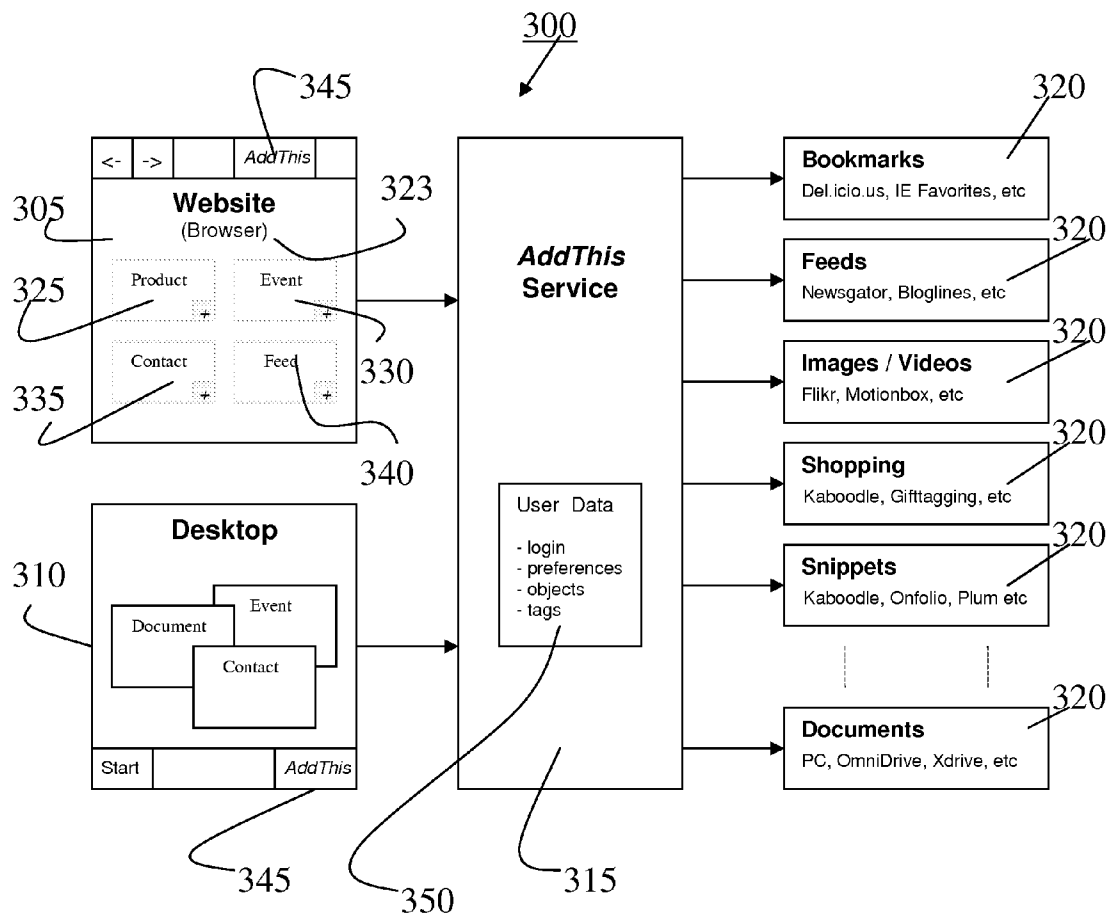 300
345
320
<- -> AddThis
Website
(Browser)
305
323
Product
Event
325
+
+
Contact
Feed
330
335
+
+
340
Desktop
310
Event
Document
Contact
Start
AddThis
345
AddThis
Service
User Data
- login
- preferences
- objects
- tags
350
315
Bookmarks
Del.icio.us, IE Favorites, etc
320
Feeds
Newsgator, Bloglines, etc
320
Images / Videos
Flikr, Motionbox, etc
320
Shopping
Kaboodle, Gifttagging, etc
320
Snippets
Kaboodle, Onfolio, Plum etc
320
Documents
PC, OmniDrive, Xdrive, etc